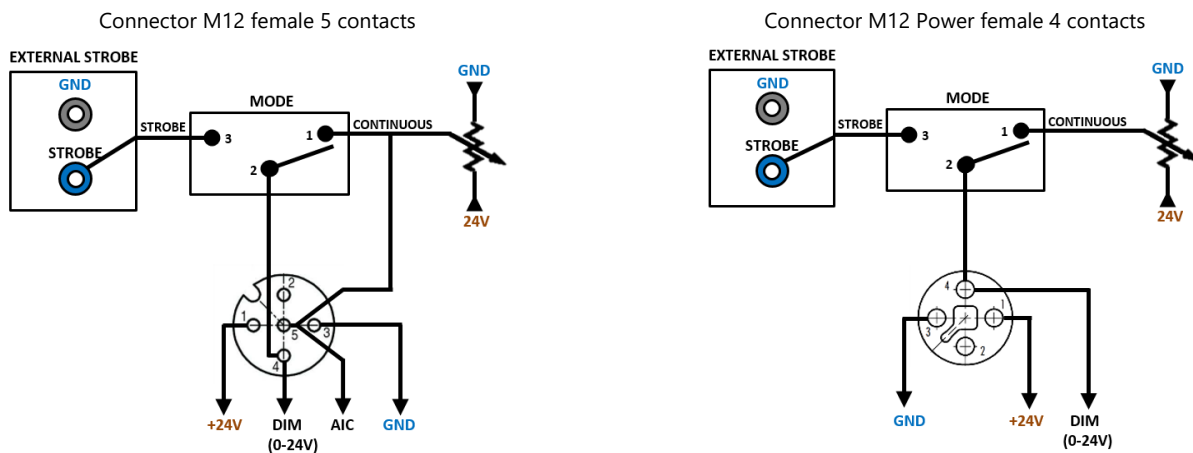 Connector M12 female 5 contacts
EXTERNAL STROBE
GND
STROBE
STROBE
MODE
3
1
2
CONTINUOUS
GND
24V
2
1
5
3
4
+24V
DIM
(0-24V)
AIC
GND
Connector M12 Power female 4 contacts
EXTERNAL STROBE
GND
STROBE
STROBE
MODE
3
1
2
CONTINUOUS
GND
24V
4
1
3
2
GND
+24V
DIM
(0-24V)